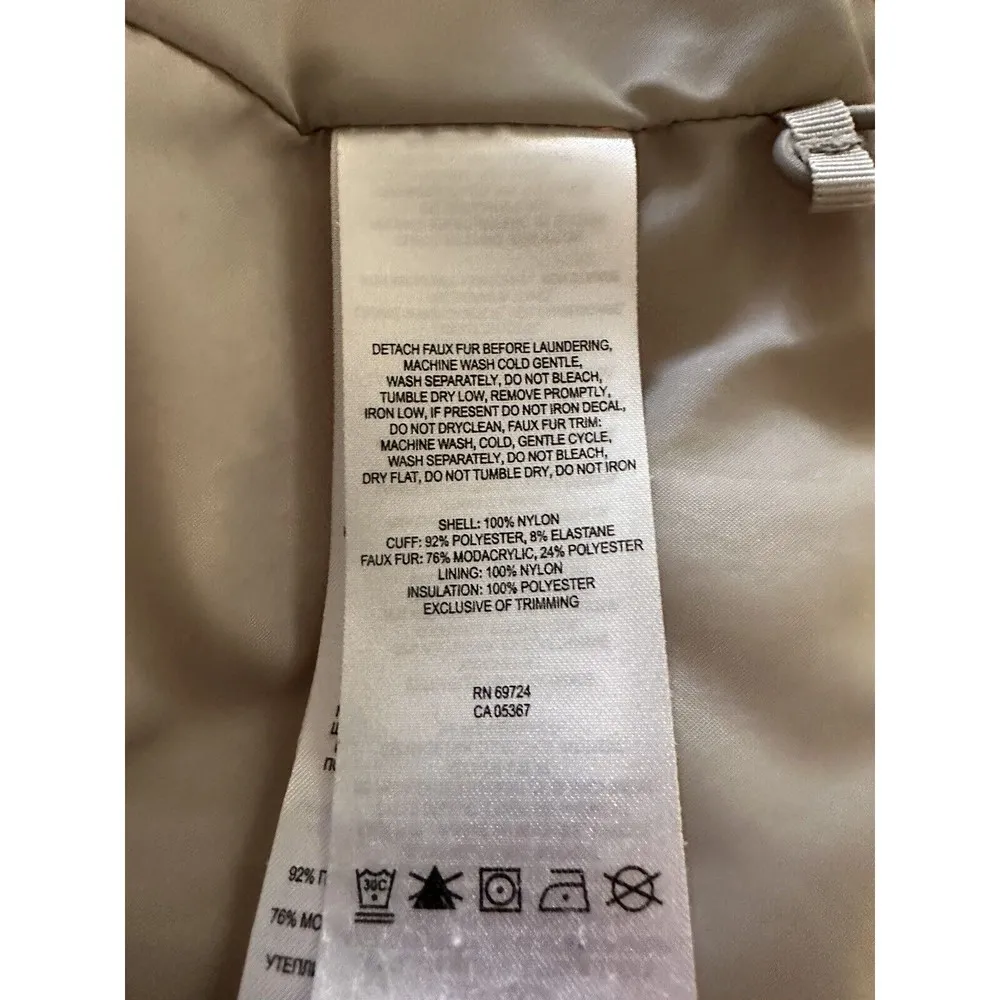 DETACH FAUX FUR BEFORE LAUNDERING,
MACHINE WASH COLD GENTLE,
WASH SEPARATELY, DO NOT BLEACH,
TUMBLE DRY LOW, REMOVE PROMPTLY,
IRON LOW, IF PRESENT DO NOT IRON DECAL,
DO NOT DRYCLEAN, FAUX FUR TRIM:
MACHINE WASH, COLD, GENTLE CYCLE,
WASH SEPARATELY, DO NOT BLEACH,
DRY FLAT, DO NOT TUMBLE DRY, DO NOT IRON
SHELL: 100% NYLON
CUFF: 92% POLYESTER, 8% ELASTANE
FAUX FUR: 76% MODACRYLIC, 24% POLYESTER
LINING: 100% NYLON
INSULATION: 100% POLYESTER
EXCLUSIVE OF TRIMMING
RN 69724
CA 05367
30C
92% П
76% МО
УТЕПЛ